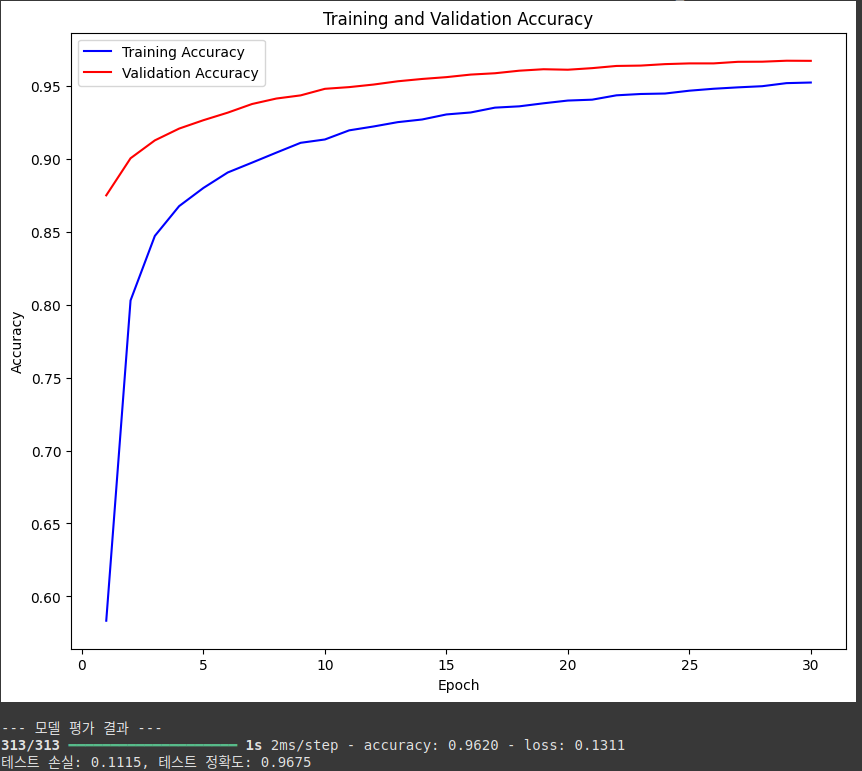 Training and Validation Accuracy
Training Accuracy
Validation Accuracy
0.95
0.90
0.85
0.80
0.75
0.70
0.65
0.60
Accuracy
0 5 10 15 20 25 30
Epoch
--- 모델 평가 결과 ---
313/313 ━━━━━━━━━━━━━━━━━━━━ 1s 2ms/step - accuracy: 0.9620 - loss: 0.1311
테스트 손실: 0.1115, 테스트 정확도: 0.9675